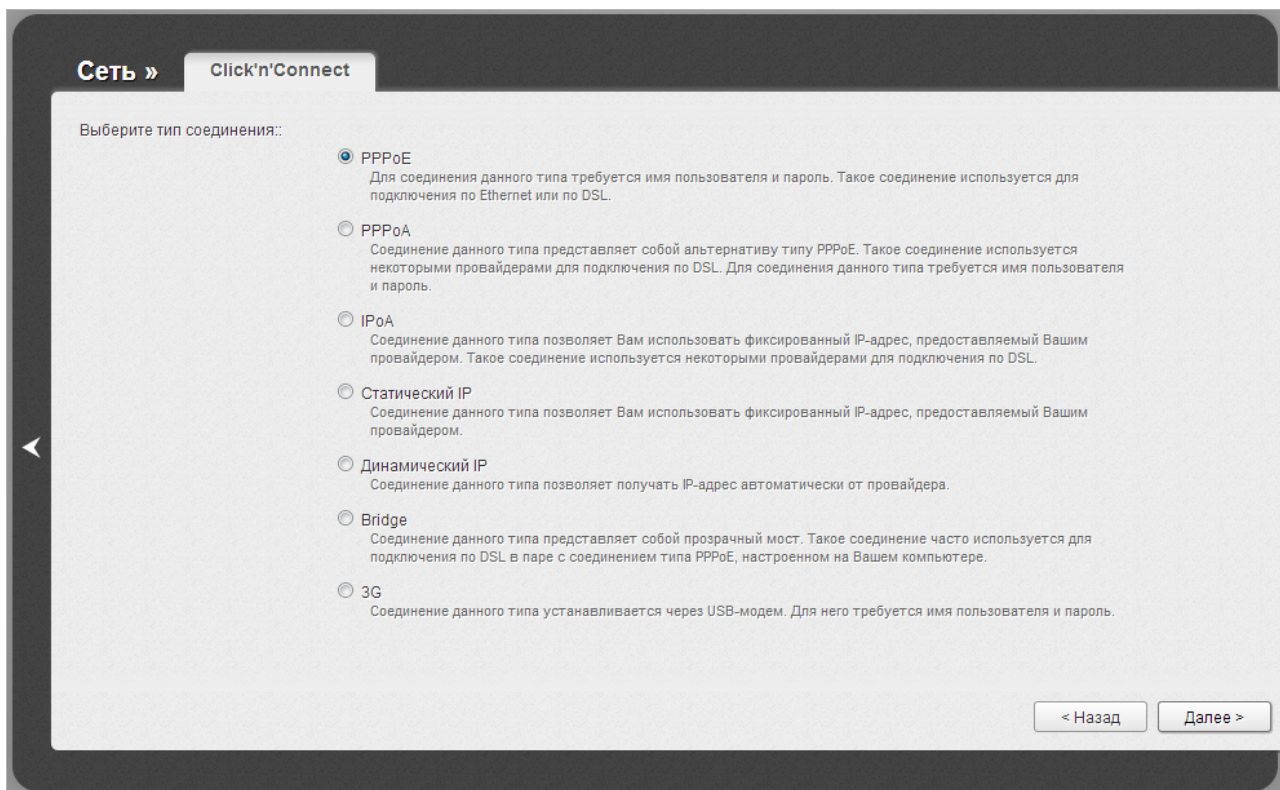 Сеть »
Click'n'Connect
Выберите тип соединения::
PPPoE
Для соединения данного типа требуется имя пользователя и пароль. Такое соединение используется для
подключения по Ethernet или по DSL.
PPPoA
Соединение данного типа представляет собой альтернативу типу PPPoE. Такое соединение используется
некоторыми провайдерами для подключения по DSL. Для соединения данного типа требуется имя пользователя
и пароль.
IPoA
Соединение данного типа позволяет Вам использовать фиксированный IP-адрес, предоставляемый Вашим
провайдером. Такое соединение используется некоторыми провайдерами для подключения по DSL.
Статический IP
Соединение данного типа позволяет Вам использовать фиксированный IP-адрес, предоставляемый Вашим
провайдером.
Динамический IP
Соединение данного типа позволяет получать IP-адрес автоматически от провайдера.
Bridge
Соединение данного типа представляет собой прозрачный мост. Такое соединение часто используется для
подключения по DSL в паре с соединением типа PPPoE, настроенном на Вашем компьютере.
3G
Соединение данного типа устанавливается через USB-модем. Для него требуется имя пользователя и пароль.
< Назад
Далее >